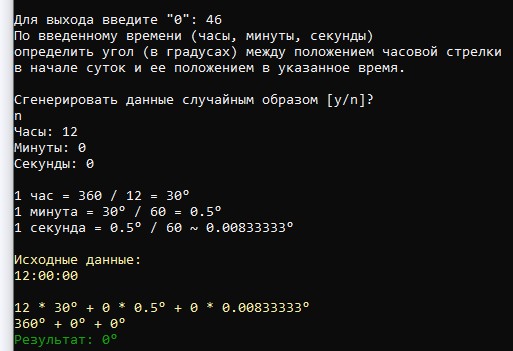 Для выхода введите "0": 46
По введенному времени (часы, минуты, секунды)
определить угол (в градусах) между положением часовой стрелки
в начале суток и ее положением в указанное время.
Сгенерировать данные случайным образом [y/n]?
n
Часы: 12
Минуты: 0
Секунды: 0
1 час = 360 / 12 = 30°
1 минута = 30° / 60 = 0.5°
1 секунда = 0.5° / 60 ~ 0.00833333°
Исходные данные:
12:00:00
12 * 30° + 0 * 0.5° + 0 * 0.00833333°
360° + 0° + 0°
Результат: 0°